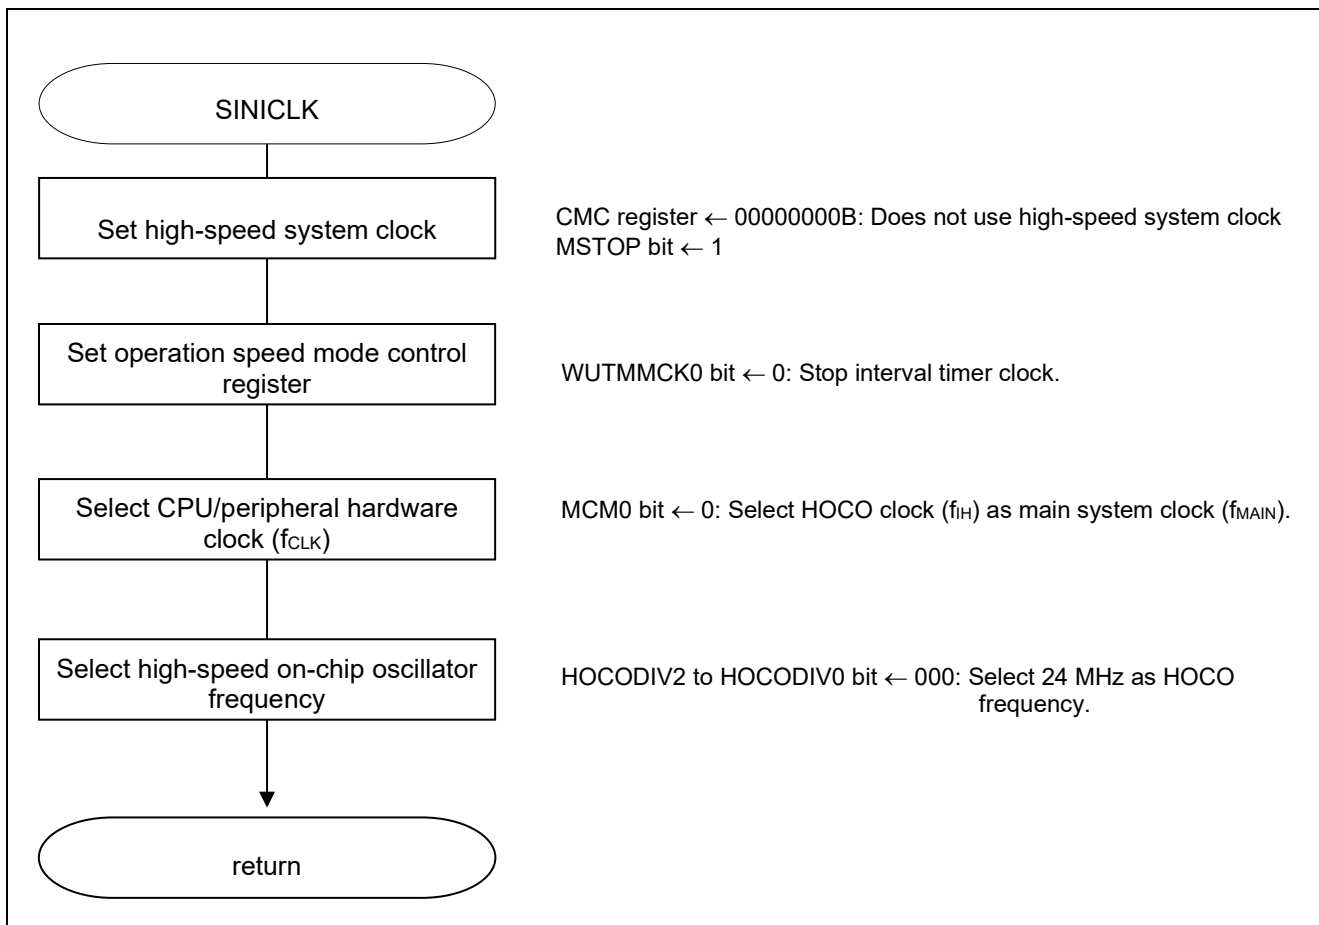 SINICLK
Set high-speed system clock
CMC register ← 00000000B: Does not use high-speed system clock
MSTOP bit ← 1
Set operation speed mode control
register
WUTMMCK0 bit ← 0: Stop interval timer clock.
Select CPU/peripheral hardware
clock (fCLK)
MCM0 bit ← 0: Select HOCO clock (fIH) as main system clock (fMAIN).
Select high-speed on-chip oscillator
frequency
HOCODIV2 to HOCODIV0 bit ← 000: Select 24 MHz as HOCO
frequency.
return